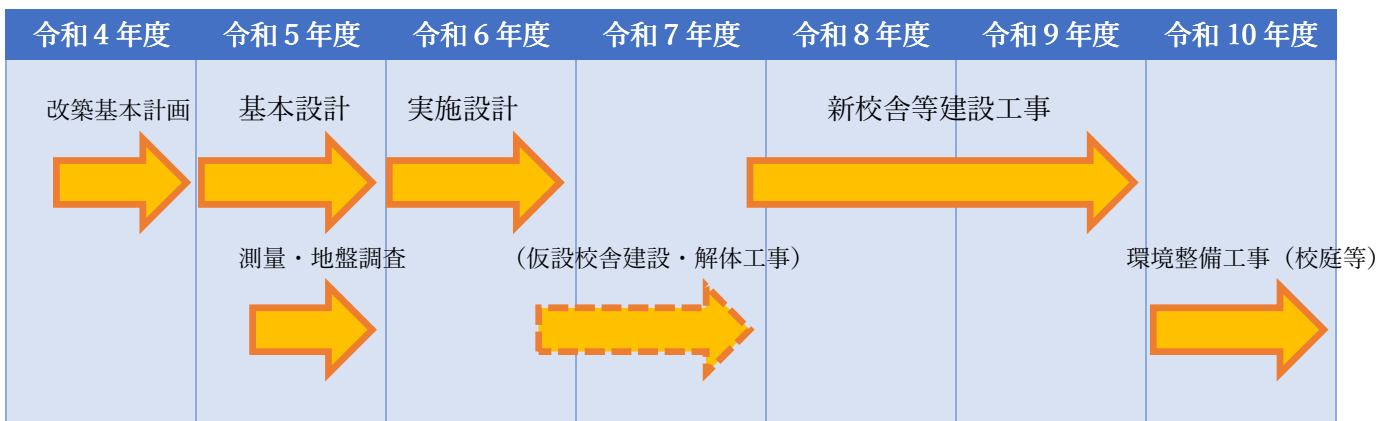 令和４年度 令和５年度 令和６年度 令和７年度 令和８年度 令和９年度 令和 10 年度
改築基本計画 基本設計 実施設計 新校舎等建設工事
測量・地盤調査 （仮設校舎建設・解体工事） 環境整備工事（校庭等）